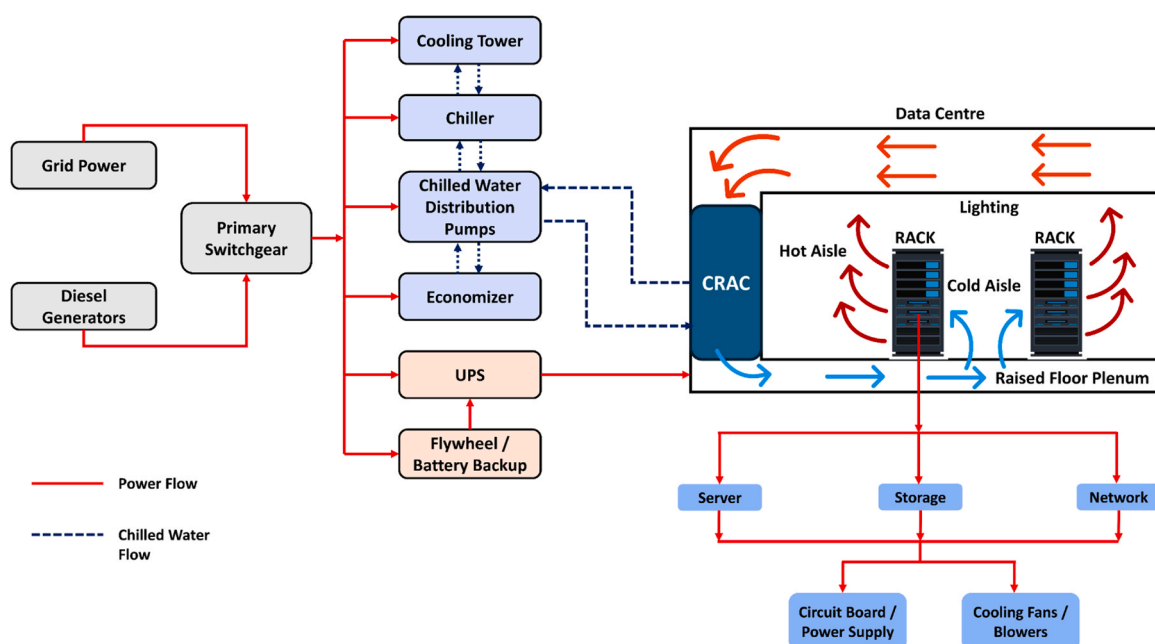 Grid Power
Diesel
Generators
Primary
Switchgear
Cooling Tower
Chiller
Chilled Water
Distribution
Pumps
Economizer
UPS
Flywheel /
Battery Backup
Power Flow
Chilled Water
Flow
Data Centre
Lighting
CRAC
Hot Aisle
RACK
Cold Aisle
RACK
Raised Floor Plenum
Server
Storage
Network
Circuit Board /
Power Supply
Cooling Fans /
Blowers